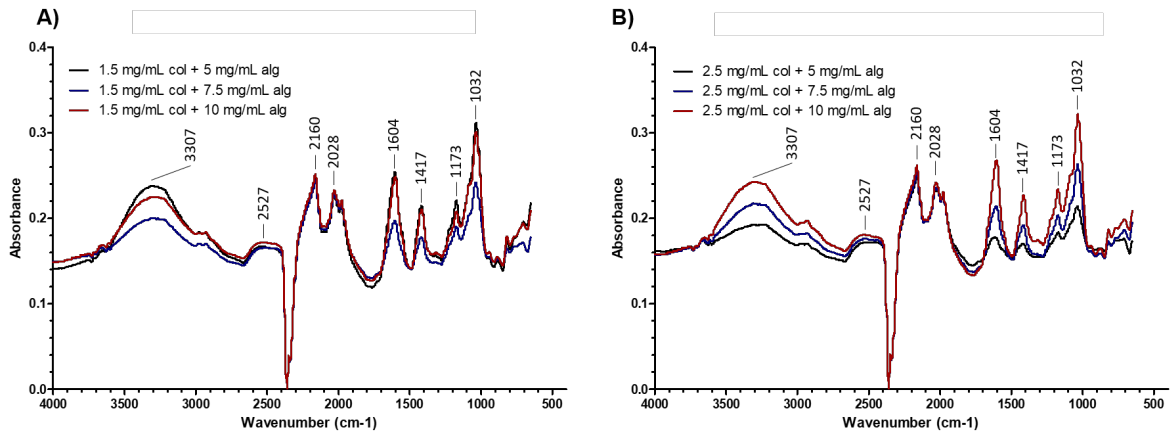 A)
0.4
0.3
0.2
0.1
0.0
Absorbance
1.5 mg/mL col + 5 mg/mL alg
1.5 mg/mL col + 7.5 mg/mL alg
1.5 mg/mL col + 10 mg/mL alg
3307
2527
2160
2028
1604
1417
1173
1032
4000 3500 3000 2500 2000 1500 1000 500
Wavenumber (cm-1)
B)
0.4
0.3
0.2
0.1
0.0
Absorbance
2.5 mg/mL col + 5 mg/mL alg
2.5 mg/mL col + 7.5 mg/mL alg
2.5 mg/mL col + 10 mg/mL alg
3307
2527
2160
2028
1604
1417
1173
1032
4000 3500 3000 2500 2000 1500 1000 500
Wavenumber (cm-1)